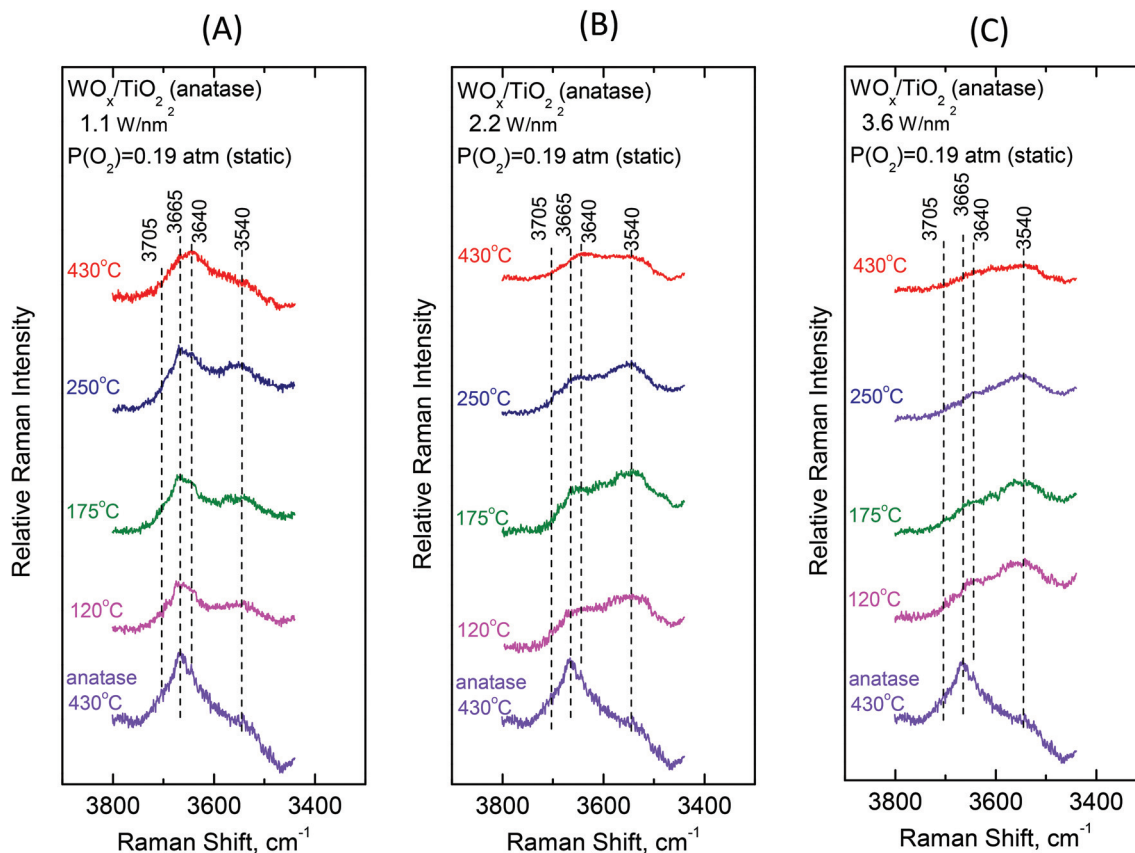 (A)
WOₓ/TiO₂ (anatase)
1.1 W/nm²
P(O₂)=0.19 atm (static)
3705
3665
3640
3540
430°C
250°C
175°C
120°C
anatase
430°C
Relative Raman Intensity
3800
3600
3400
Raman Shift, cm⁻¹
(B)
WOₓ/TiO₂ (anatase)
2.2 W/nm²
P(O₂)=0.19 atm (static)
3705
3665
3640
3540
430°C
250°C
175°C
120°C
anatase
430°C
Relative Raman Intensity
3800
3600
3400
Raman Shift, cm⁻¹
(C)
WOₓ/TiO₂ (anatase)
3.6 W/nm²
P(O₂)=0.19 atm (static)
3705
3665
3640
3540
430°C
250°C
175°C
120°C
anatase
430°C
Relative Raman Intensity
3800
3600
3400
Raman Shift, cm⁻¹